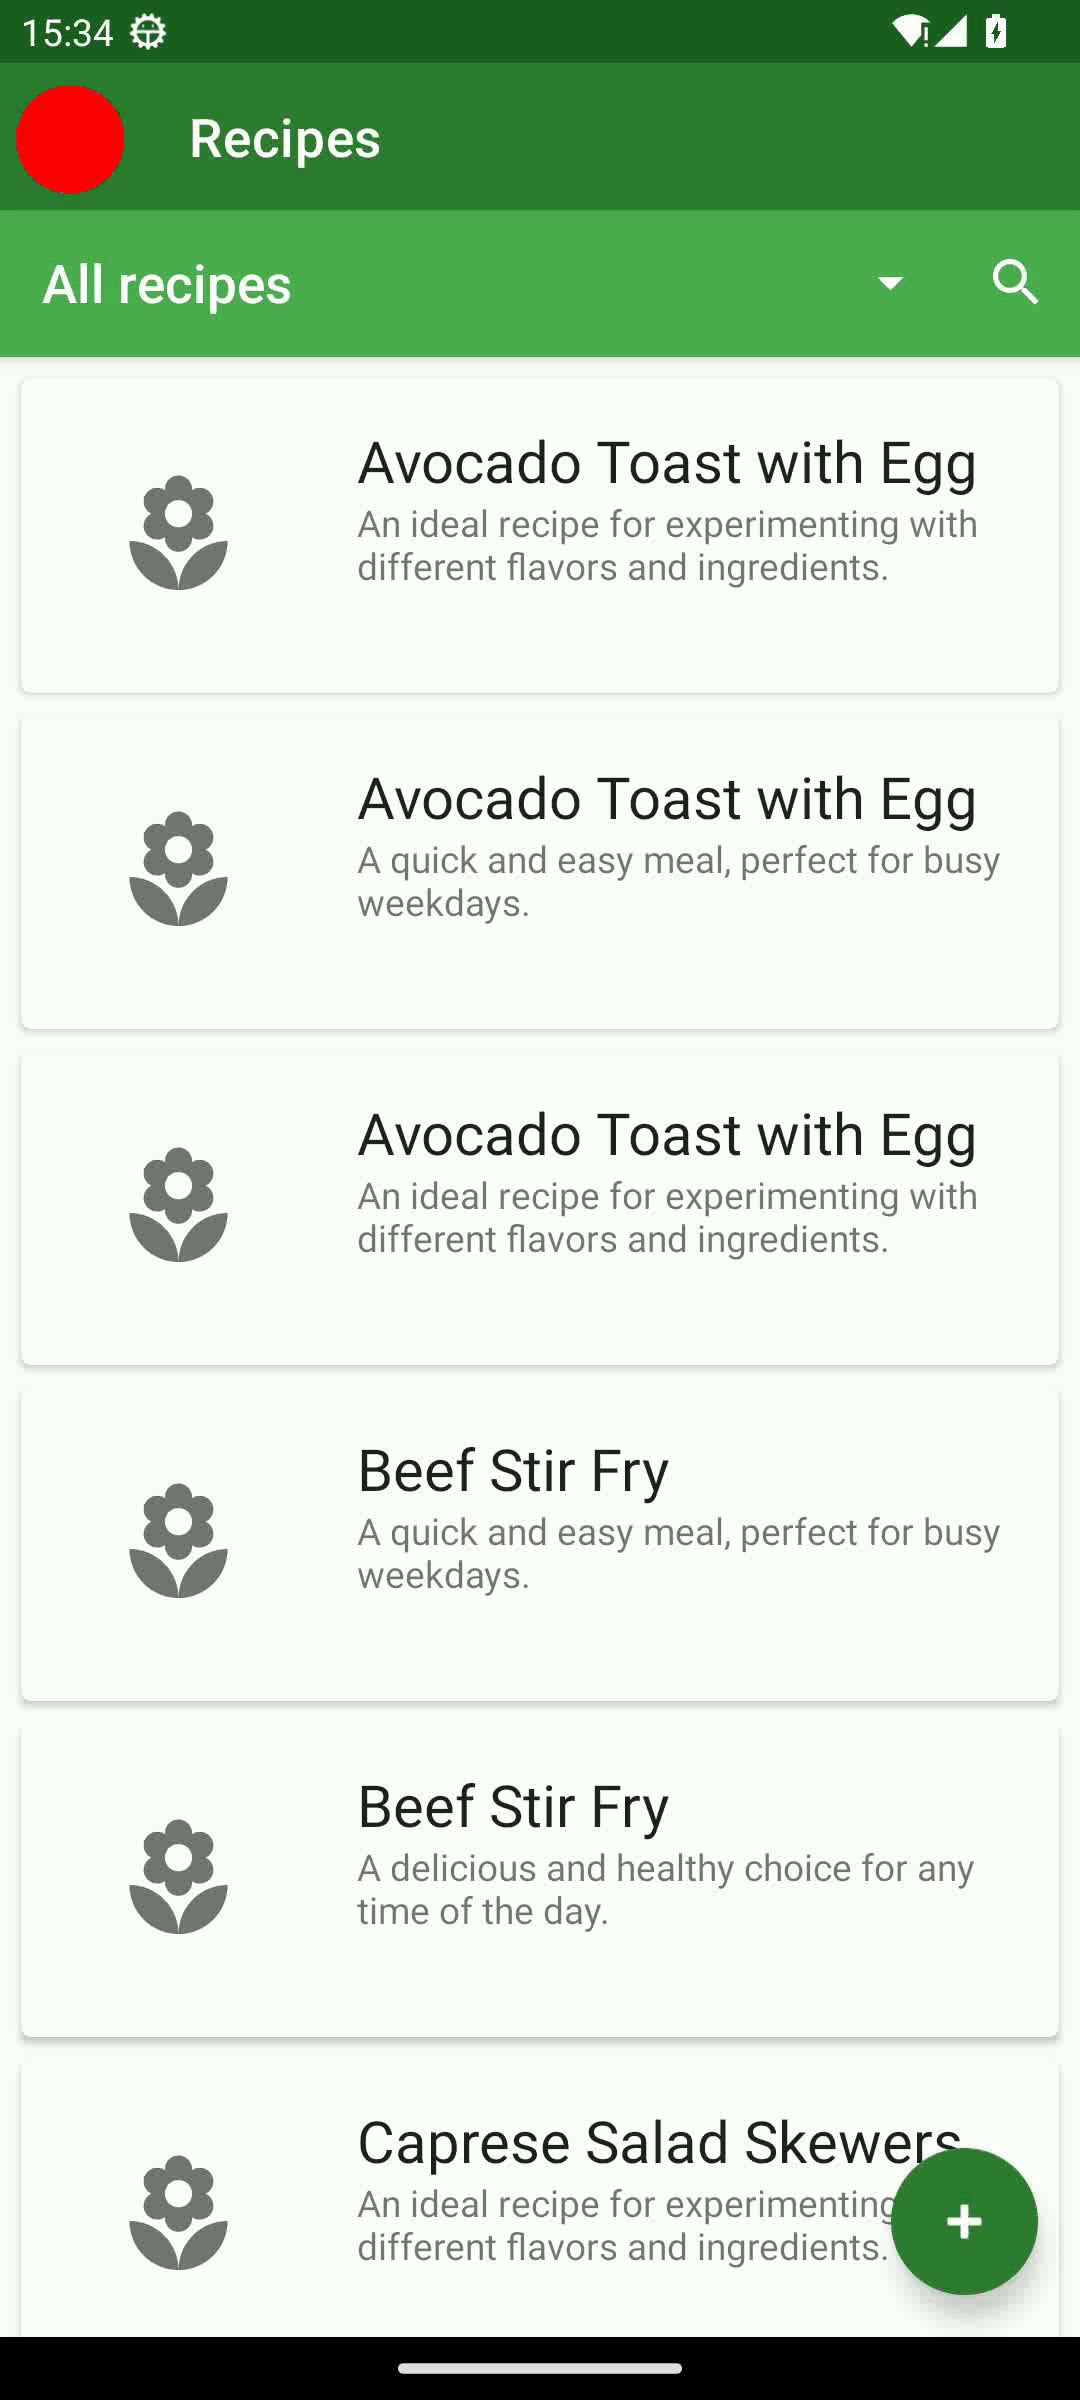 15:34
Recipes
All recipes
Avocado Toast with Egg
An ideal recipe for experimenting with
different flavors and ingredients.
Avocado Toast with Egg
A quick and easy meal, perfect for busy
weekdays.
Avocado Toast with Egg
An ideal recipe for experimenting with
different flavors and ingredients.
Beef Stir Fry
A quick and easy meal, perfect for busy
weekdays.
Beef Stir Fry
A delicious and healthy choice for any
time of the day.
Caprese Salad Skewers
An ideal recipe for experimenting
different flavors and ingredients.